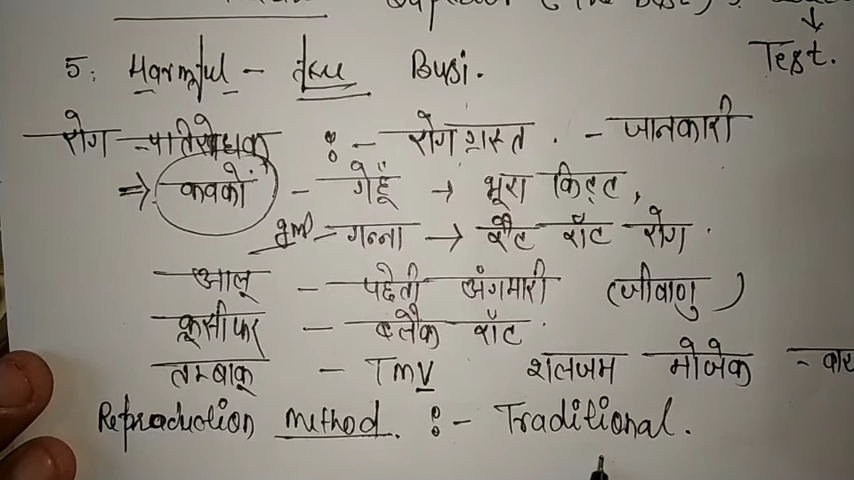 Test.
5: Harmful - Busi.
रोग - प्रतिरोधक :- रोग ग्रस्त . - जानकारी
⇒ कवकों - गेहूँ → भूरा किट्ट,
gmp - गन्ना → रैट रॉट रोग .
आलू - पछेती अंगमारी (जीवाणु)
क्रूसीफर - ब्लैक रॉट .
तम्बाकू - TMV शलजम मोजेक -
Reproduction Method. :- Traditional.